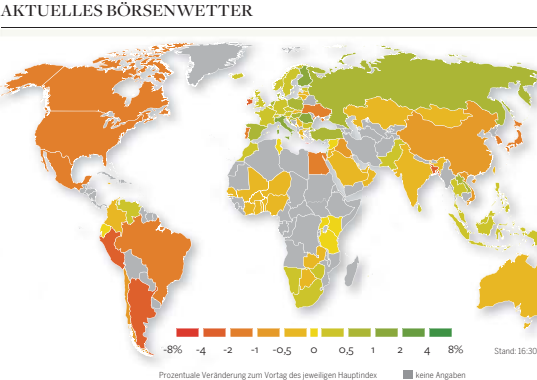 AKTUELLES BÖRSENWETTER
-8% -4 -2 -1 -0,5 0 0,5 1 2 4 8%
Stand: 16:30
Prozentuale Veränderung zum Vortag des jeweiligen Hauptindex
keine Angaben